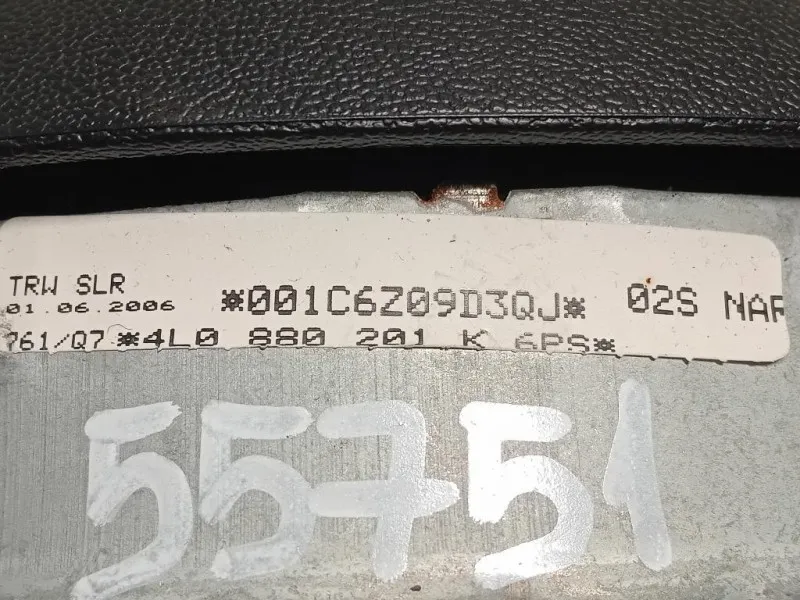 TRW SLR *001C6Z09D3QJ* 02S NAR
01.06.2006
761/Q7 *4L0 880 201 K 6PS*
55751